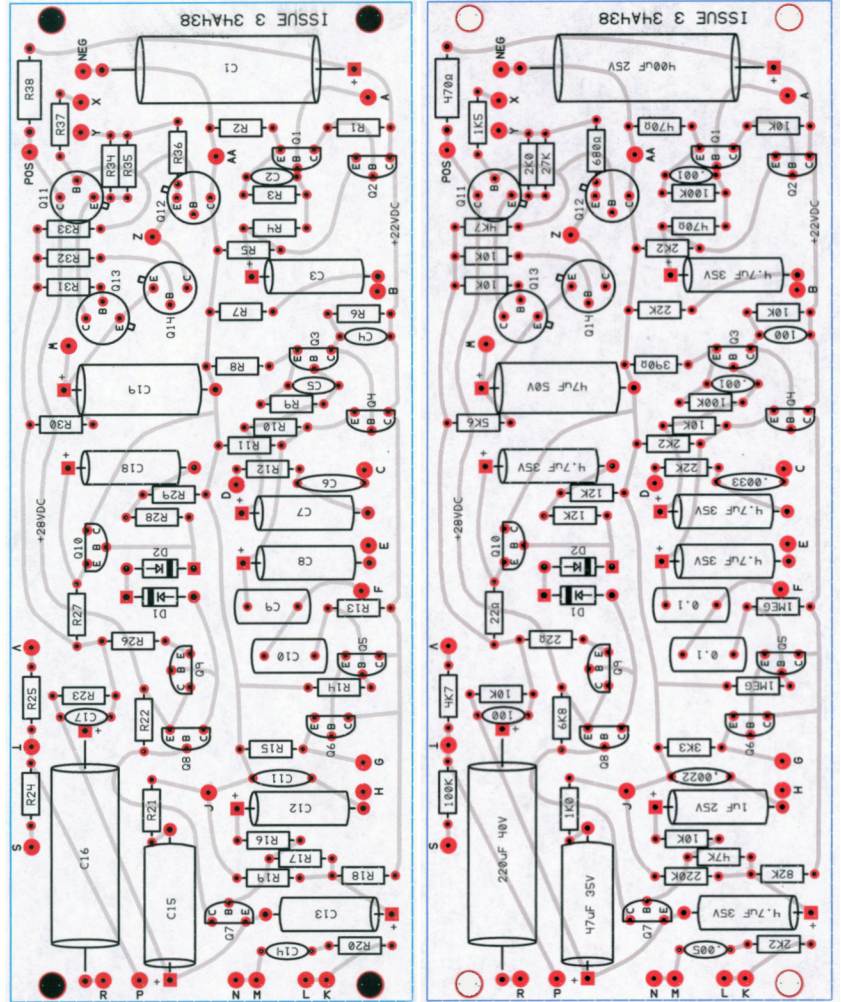 ISSUE 3 34A438
NEG
R38
C1
+
A
X
R37
Y
POS
R34
R35
R36
R2
AA
Q1
E
B
C
R1
C2
Q2
E
B
C
R3
Q11
B
C
E
Q12
E
C
B
R33
Z
R4
R5
+22VDC
R32
R31
Q13
B
C
E
Q14
E
C
B
+
C3
B
R7
R6
C4
M
Q3
E
B
C
R8
+
C19
C5
R9
Q4
E
B
C
R30
R10
R11
+
C18
R12
C6
C
D
R29
R28
+
C7
+28VDC
Q10
C
B
E
D2
D1
+
C8
E
F
R27
C9
R13
R26
V
Q9
E
B
C
C10
Q5
E
B
C
R25
R23
C17
R14
R22
+
Q6
E
B
C
T
Q8
C
B
E
R15
G
R24
C16
R21
C11
J
H
+
C12
S
R16
R17
R19
R18
C15
Q7
C
B
E
C13
+
C14
R20
+
R
P
N
M
L
K
ISSUE 3 34A438
NEG
470Ω
400uF 25V
+
A
X
1K5
Y
POS
2K0
27K
680Ω
470Ω
AA
Q1
E
B
C
10K
.001
Q2
E
B
C
100K
Q11
B
C
E
Q12
E
C
B
4K7
Z
470Ω
2K2
+22VDC
10K
10K
Q13
B
C
E
Q14
E
C
B
+
4.7uF 35V
B
22K
10K
100
M
Q3
E
B
C
390Ω
+
47uF 50V
.001
100K
Q4
E
B
C
5K6
10K
2K2
+
4.7uF 35V
22K
.0033
C
D
12K
12K
+
4.7uF 35V
+28VDC
Q10
C
B
E
D2
D1
+
4.7uF 35V
E
F
22Ω
0.1
1MEG
22Ω
V
Q9
E
B
C
0.1
Q5
E
B
C
4K7
10K
100
1MEG
6K8
+
Q6
E
B
C
T
Q8
C
B
E
3K3
G
100K
220uF 40V
1K0
.0022
J
H
+
1uF 25V
S
10K
47K
220K
82K
47uF 35V
Q7
C
B
E
4.7uF 35V
+
.005
2K2
+
R
P
N
M
L
K